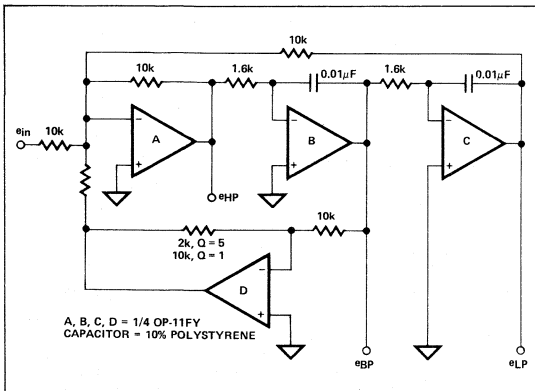 10k
10k
1.6k
0.01µF
1.6k
0.01µF
ein
10k
−
A
+
−
B
+
−
C
+
eHP
2k, Q = 5
10k, Q = 1
10k
−
D
+
A, B, C, D = 1/4 OP-11FY
CAPACITOR = 10% POLYSTYRENE
eBP
eLP